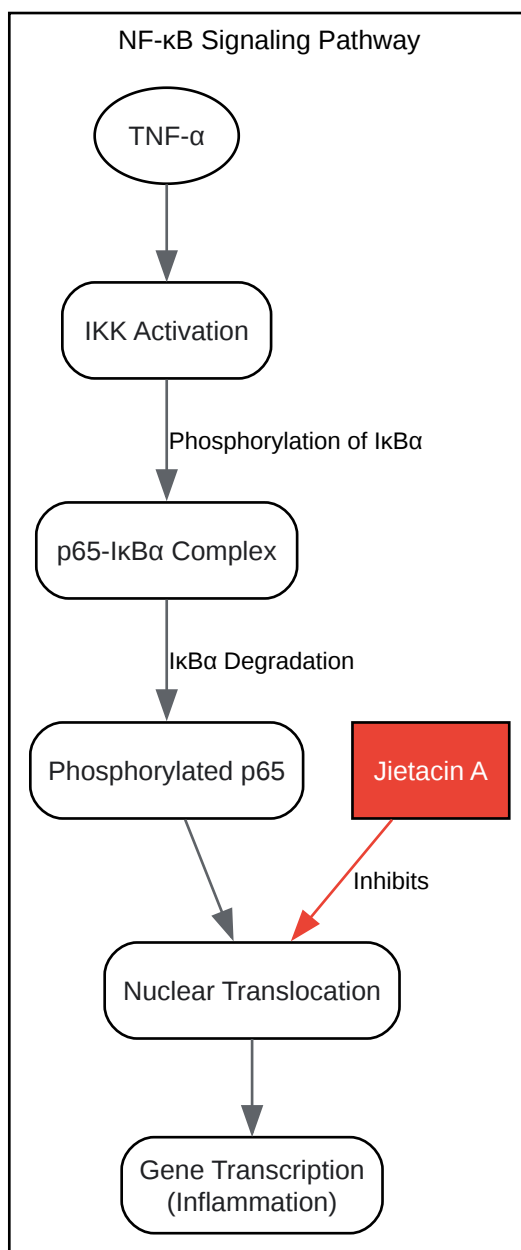 NF-κB Signaling Pathway
TNF-α
IKK Activation
Phosphorylation of IκBα
p65-IκBα Complex
IκBα Degradation
Phosphorylated p65
Jietacin A
Inhibits
Nuclear Translocation
Gene Transcription
(Inflammation)